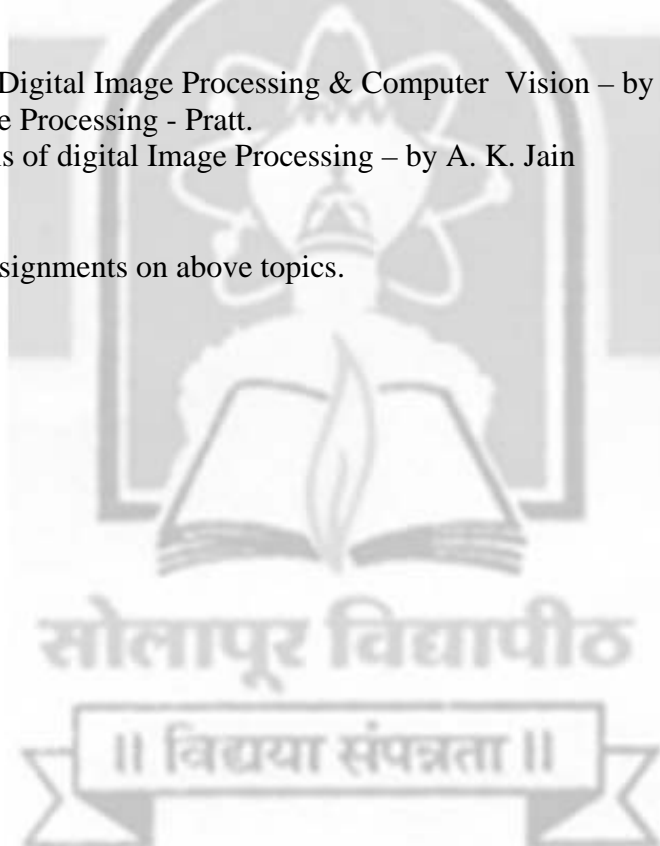 Digital Image Processing & Computer Vision – by
e Processing - Pratt.
ls of digital Image Processing – by A. K. Jain
signments on above topics.
सोलापूर विद्यापीठ
|| विद्यया संपन्नता ||